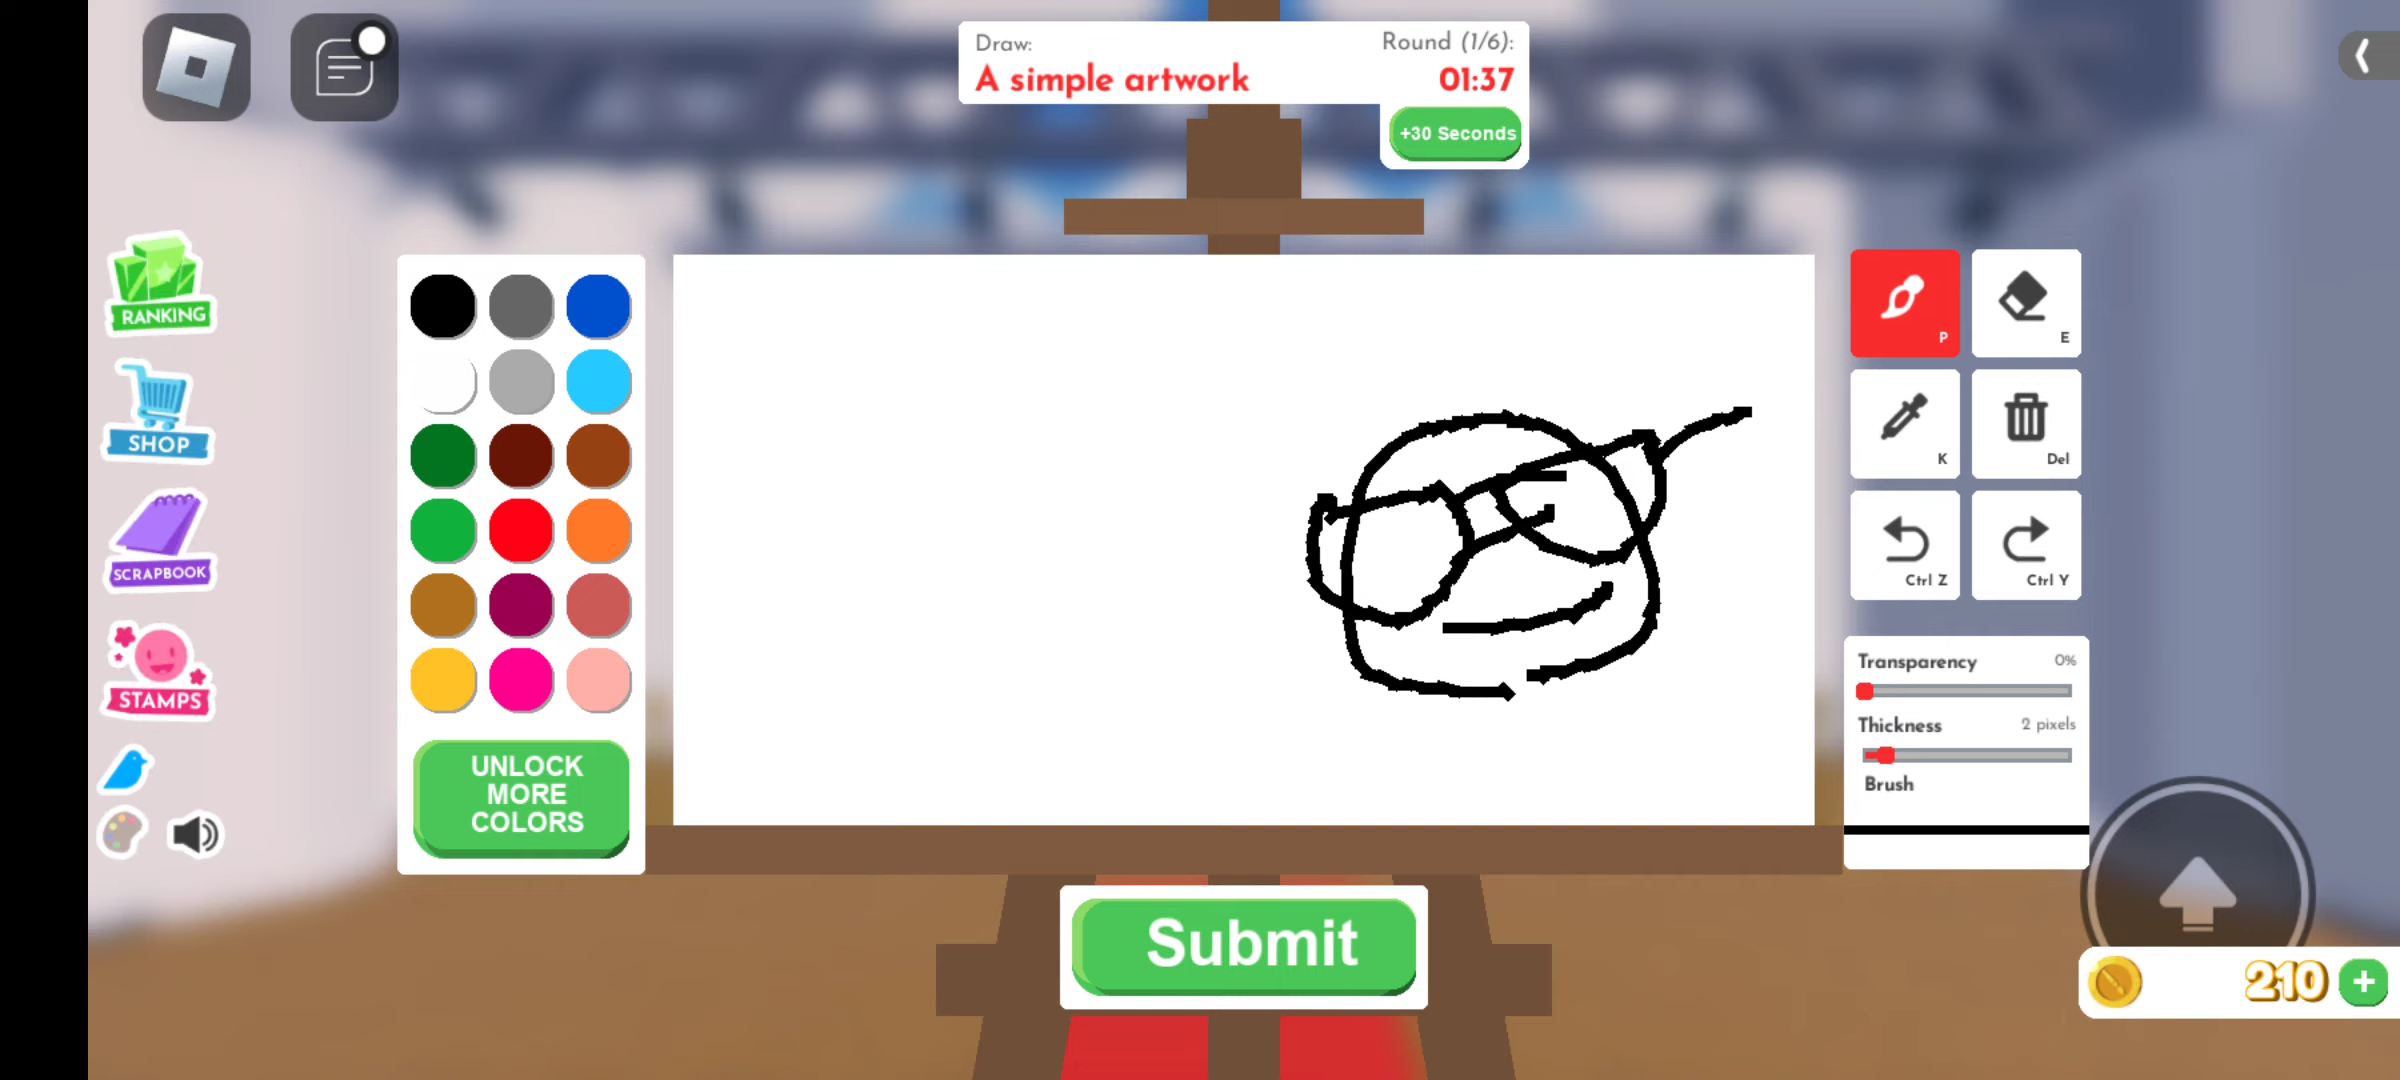 Draw:
A simple artwork
Round (1/6):
01:37
+30 Seconds
RANKING
SHOP
SCRAPBOOK
STAMPS
UNLOCK
MORE
COLORS
P
E
K
Del
Ctrl Z
Ctrl Y
Transparency 0%
Thickness 2 pixels
Brush
Submit
210